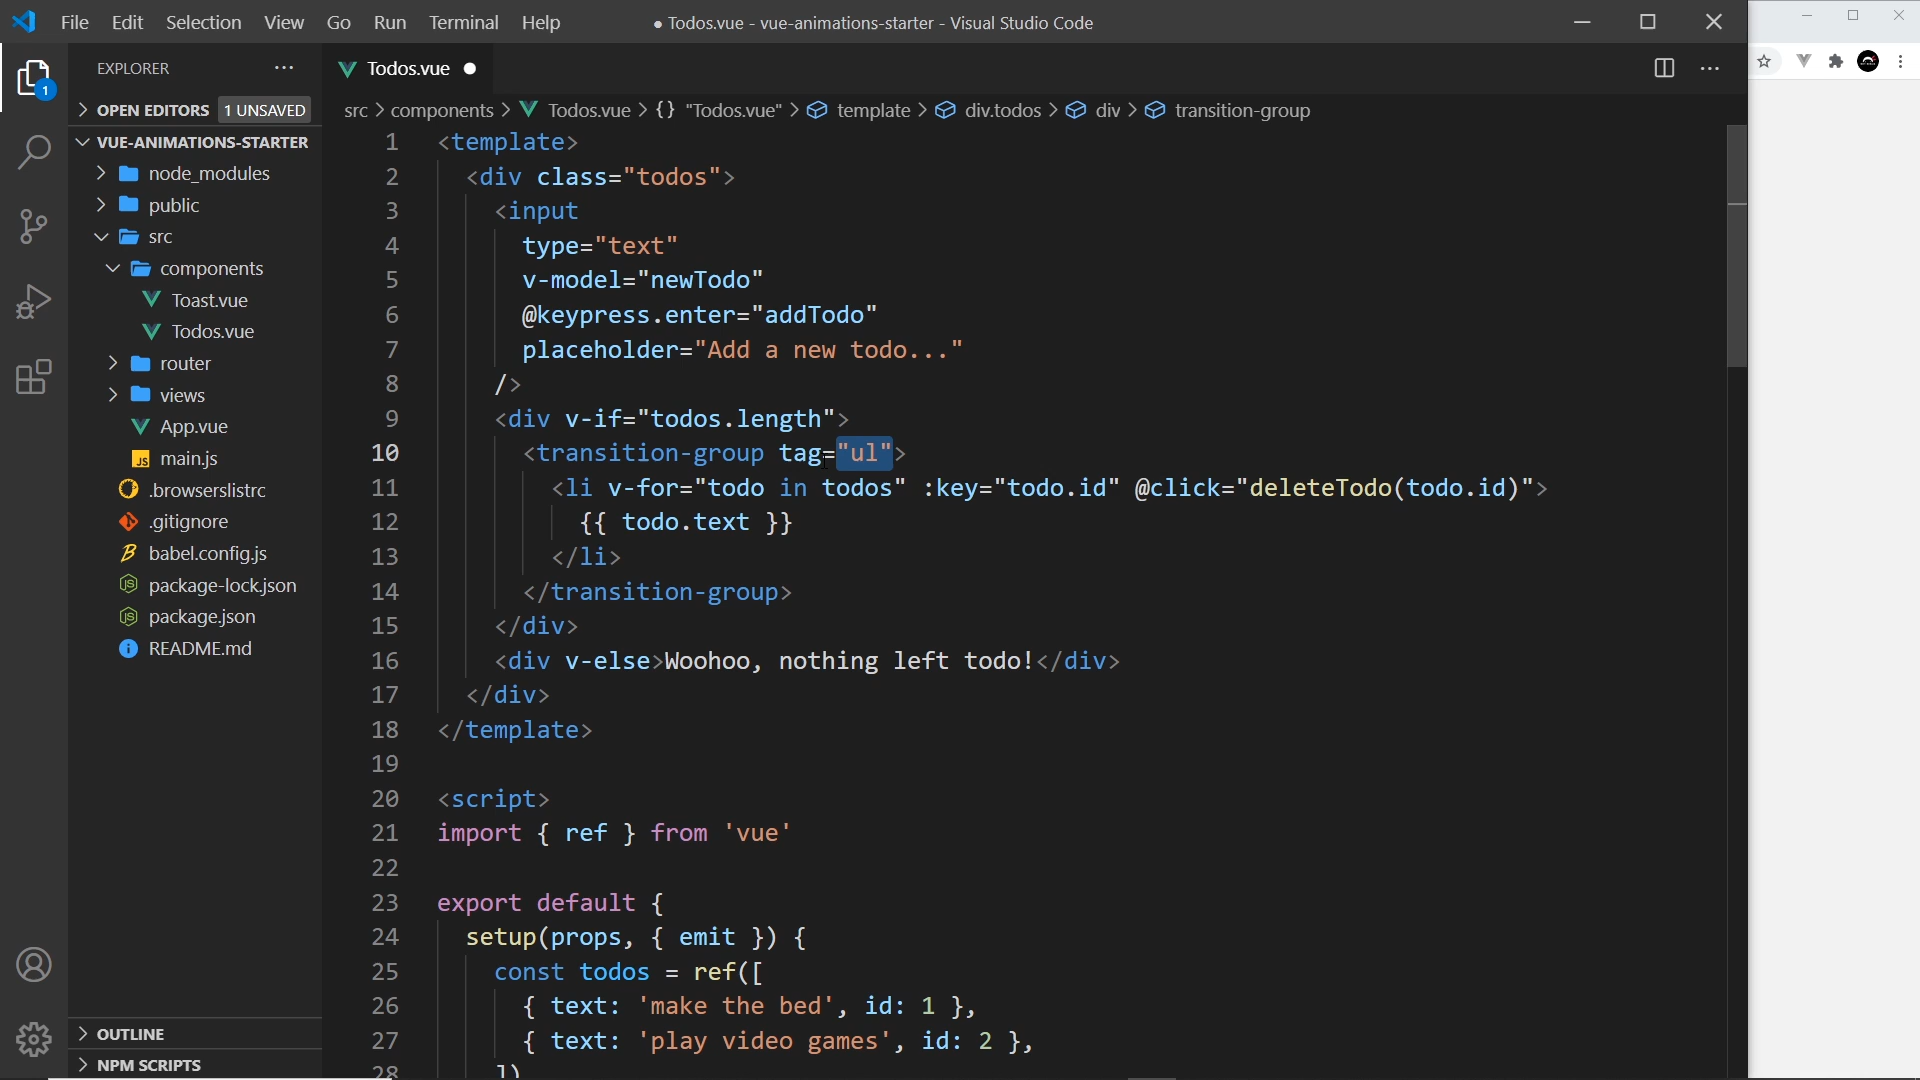 File Edit Selection View Go Run Terminal Help
● Todos.vue - vue-animations-starter - Visual Studio Code
EXPLORER
Todos.vue
OPEN EDITORS 1 UNSAVED
VUE-ANIMATIONS-STARTER
node_modules
public
src
components
Toast.vue
Todos.vue
router
views
App.vue
JS main.js
.browserslistrc
.gitignore
babel.config.js
package-lock.json
package.json
README.md
OUTLINE
NPM SCRIPTS
1
src > components > Todos.vue > {} "Todos.vue" > template > div.todos > div > transition-group
1 <template>
2 <div class="todos">
3 <input
4 type="text"
5 v-model="newTodo"
6 @keypress.enter="addTodo"
7 placeholder="Add a new todo..."
8 />
9 <div v-if="todos.length">
10 <transition-group tag="ul">
11 <li v-for="todo in todos" :key="todo.id" @click="deleteTodo(todo.id)">
12 {{ todo.text }}
13 </li>
14 </transition-group>
15 </div>
16 <div v-else>Woohoo, nothing left todo!</div>
17 </div>
18 </template>
19
20 <script>
21 import { ref } from 'vue'
22
23 export default {
24 setup(props, { emit }) {
25 const todos = ref([
26 { text: 'make the bed', id: 1 },
27 { text: 'play video games', id: 2 },
28 ])